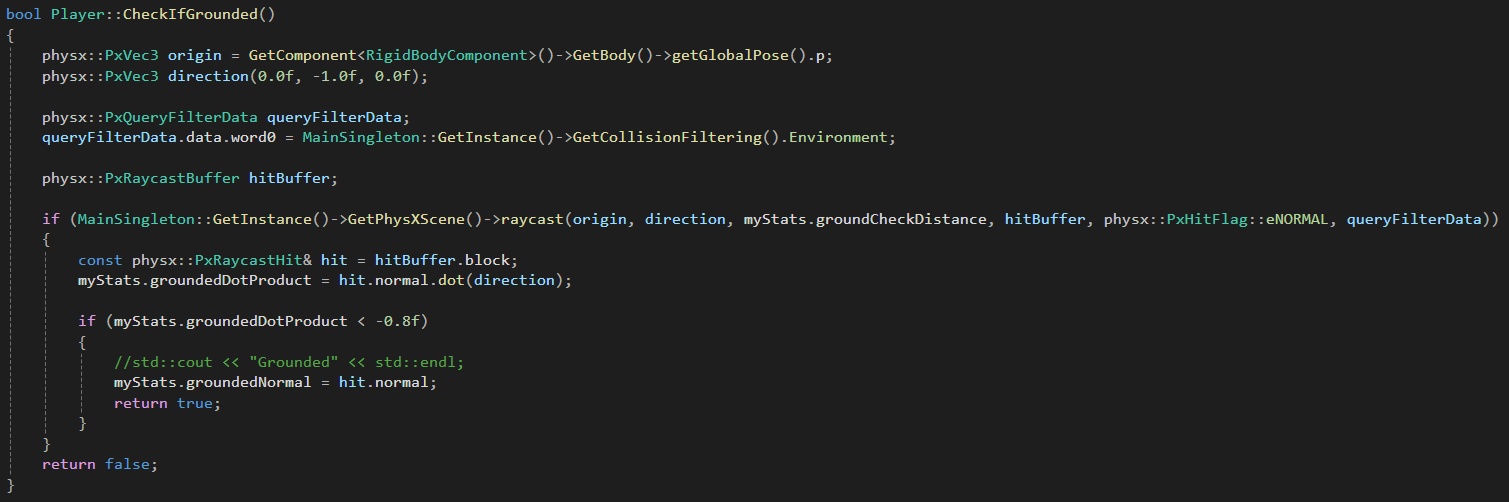 bool Player::CheckIfGrounded()
{
    physx::PxVec3 origin = GetComponent<RigidBodyComponent>()->GetBody()->getGlobalPose().p;
    physx::PxVec3 direction(0.0f, -1.0f, 0.0f);

    physx::PxQueryFilterData queryFilterData;
    queryFilterData.data.word0 = MainSingleton::GetInstance()->GetCollisionFiltering().Environment;

    physx::PxRaycastBuffer hitBuffer;

    if (MainSingleton::GetInstance()->GetPhysXScene()->raycast(origin, direction, myStats.groundCheckDistance, hitBuffer, physx::PxHitFlag::eNORMAL, queryFilterData))
    {
        const physx::PxRaycastHit& hit = hitBuffer.block;
        myStats.groundedDotProduct = hit.normal.dot(direction);

        if (myStats.groundedDotProduct < -0.8f)
        {
            //std::cout << "Grounded" << std::endl;
            myStats.groundedNormal = hit.normal;
            return true;
        }
    }
    return false;
}